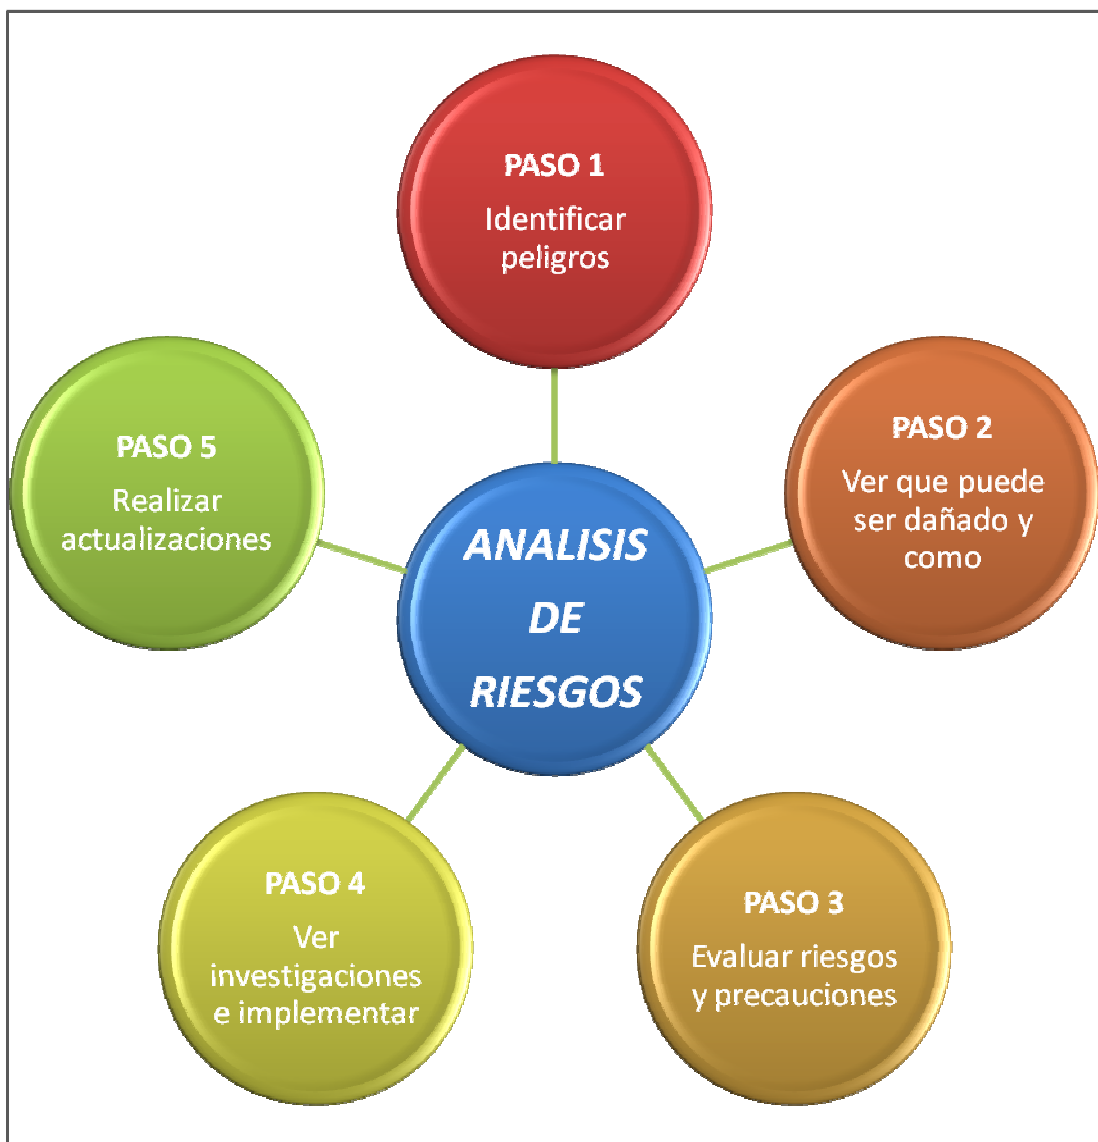 PASO 1
Identificar
peligros
PASO 2
Ver que puede
ser dañado y
como
PASO 3
Evaluar riesgos
y precauciones
PASO 4
Ver
investigaciones
e implementar
PASO 5
Realizar
actualizaciones
ANALISIS
DE
RIESGOS